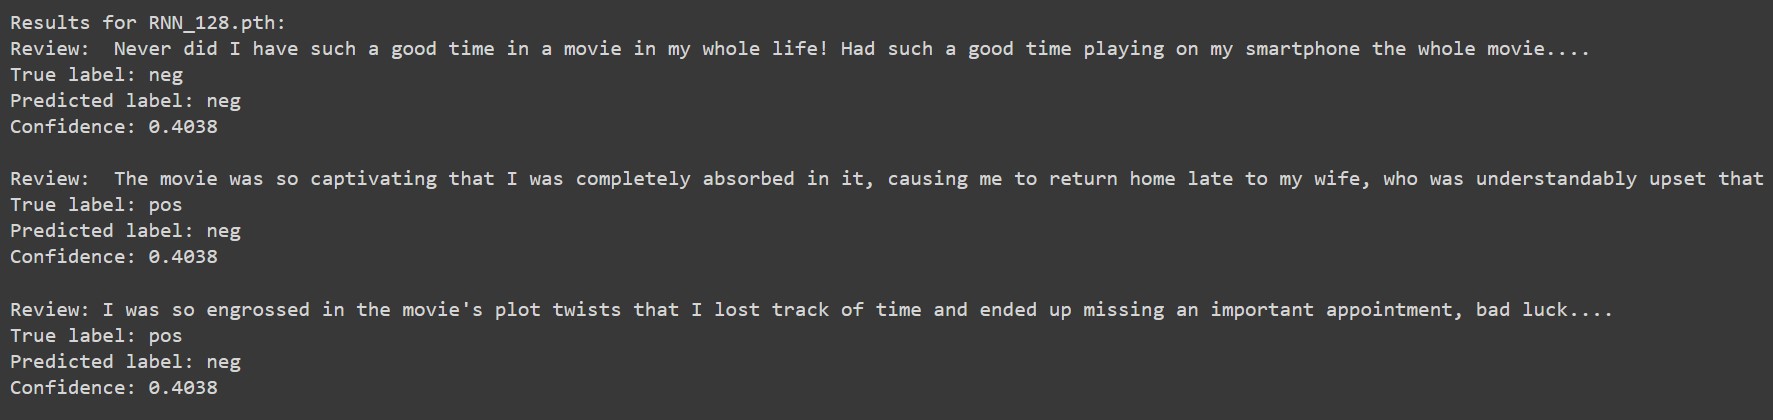 Results for RNN_128.pth:
Review:  Never did I have such a good time in a movie in my whole life! Had such a good time playing on my smartphone the whole movie....
True label: neg
Predicted label: neg
Confidence: 0.4038
Review:  The movie was so captivating that I was completely absorbed in it, causing me to return home late to my wife, who was understandably upset that
True label: pos
Predicted label: neg
Confidence: 0.4038
Review: I was so engrossed in the movie's plot twists that I lost track of time and ended up missing an important appointment, bad luck....
True label: pos
Predicted label: neg
Confidence: 0.4038